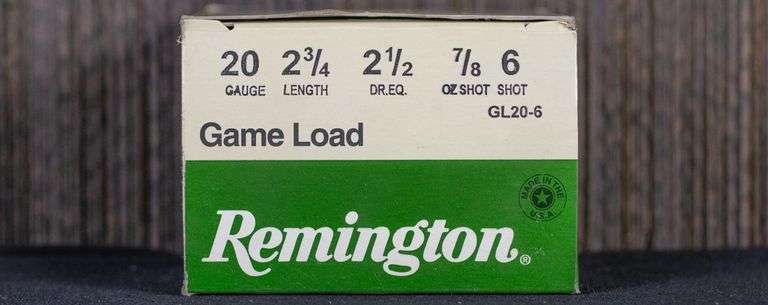 20 2¾ 2½ ⅞ 6
GAUGE LENGTH DR.EQ. OZ SHOT SHOT
GL20-6
Game Load
MADE IN THE
U.S.A
Remington®